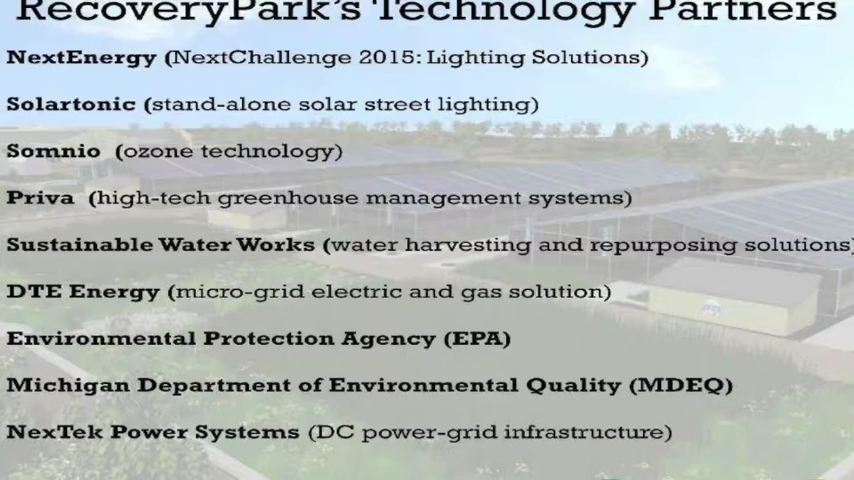 RecoveryPark's Technology Partners
NextEnergy (NextChallenge 2015: Lighting Solutions)
Solartonic (stand-alone solar street lighting)
Somnio (ozone technology)
Priva (high-tech greenhouse management systems)
Sustainable Water Works (water harvesting and repurposing solutions)
DTE Energy (micro-grid electric and gas solution)
Environmental Protection Agency (EPA)
Michigan Department of Environmental Quality (MDEQ)
NexTek Power Systems (DC power-grid infrastructure)